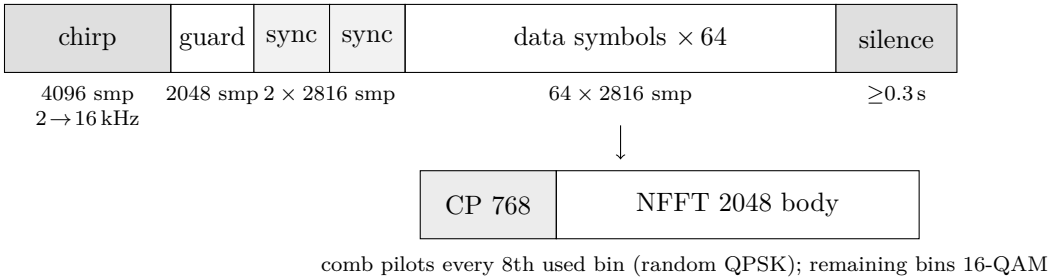 chirp guard sync sync data symbols × 64 silence
4096 smp 2048 smp 2 × 2816 smp 64 × 2816 smp ≥0.3 s
2→16 kHz
CP 768 NFFT 2048 body
comb pilots every 8th used bin (random QPSK); remaining bins 16-QAM